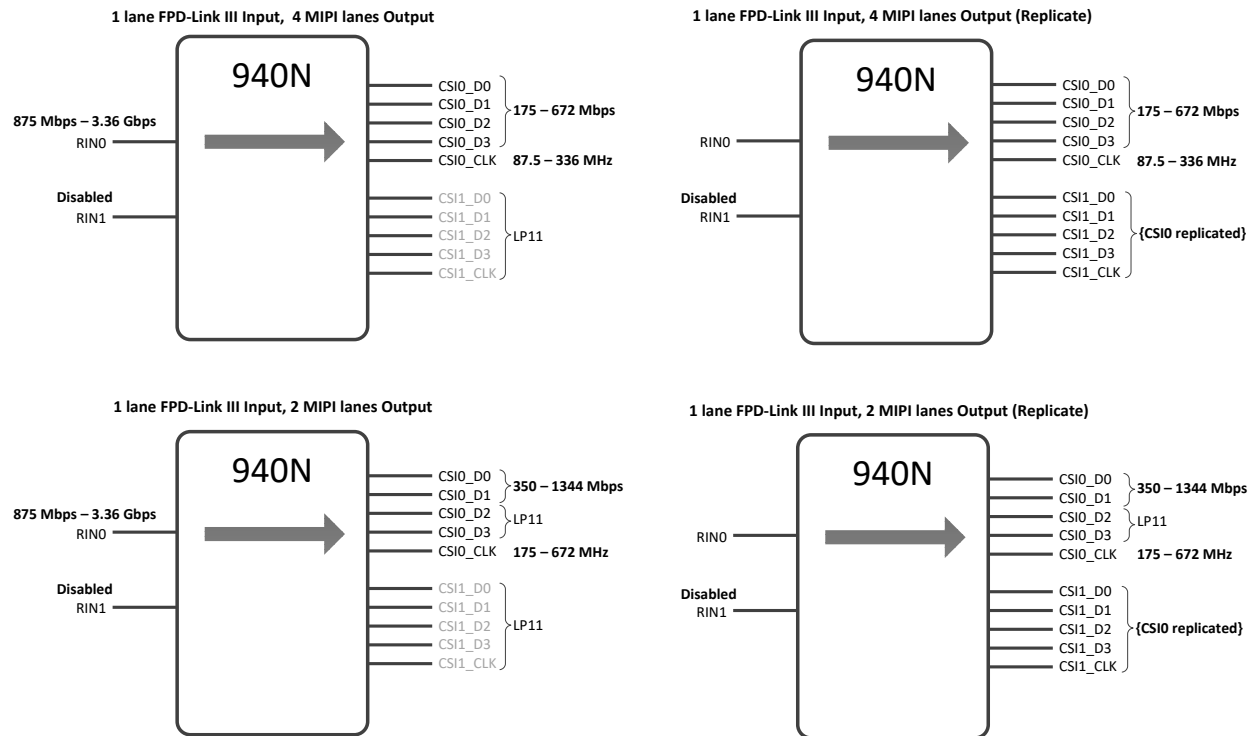 1 lane FPD-Link III Input, 4 MIPI lanes Output
940N
875 Mbps – 3.36 Gbps
RIN0
Disabled
RIN1
CSI0_D0
CSI0_D1
CSI0_D2
CSI0_D3
175 – 672 Mbps
CSI0_CLK 87.5 – 336 MHz
CSI1_D0
CSI1_D1
CSI1_D2
CSI1_D3
CSI1_CLK
LP11
1 lane FPD-Link III Input, 4 MIPI lanes Output (Replicate)
940N
RIN0
Disabled
RIN1
CSI0_D0
CSI0_D1
CSI0_D2
CSI0_D3
175 – 672 Mbps
CSI0_CLK 87.5 – 336 MHz
CSI1_D0
CSI1_D1
CSI1_D2
CSI1_D3
CSI1_CLK
{CSI0 replicated}
1 lane FPD-Link III Input, 2 MIPI lanes Output
940N
875 Mbps – 3.36 Gbps
RIN0
Disabled
RIN1
CSI0_D0
CSI0_D1
350 – 1344 Mbps
CSI0_D2
CSI0_D3
LP11
CSI0_CLK 175 – 672 MHz
CSI1_D0
CSI1_D1
CSI1_D2
CSI1_D3
CSI1_CLK
LP11
1 lane FPD-Link III Input, 2 MIPI lanes Output (Replicate)
940N
RIN0
Disabled
RIN1
CSI0_D0
CSI0_D1
350 – 1344 Mbps
CSI0_D2
CSI0_D3
LP11
CSI0_CLK 175 – 672 MHz
CSI1_D0
CSI1_D1
CSI1_D2
CSI1_D3
CSI1_CLK
{CSI0 replicated}